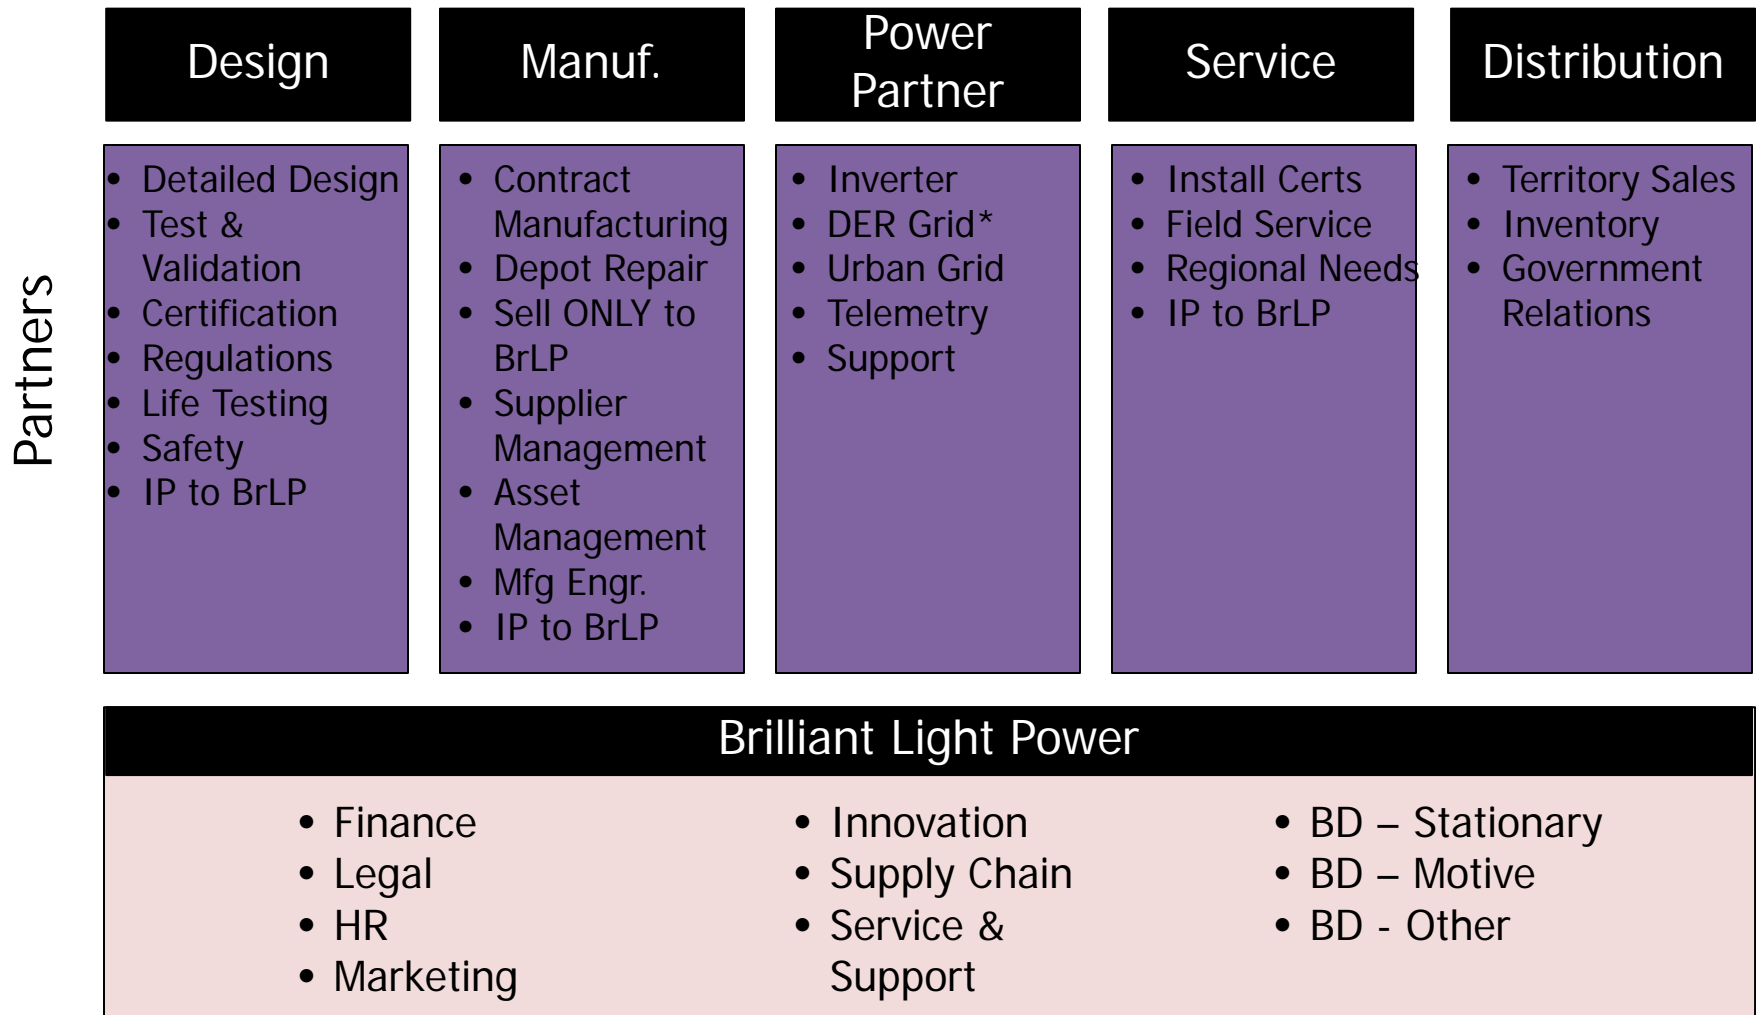 Partners
Design
• Detailed Design
• Test &
Validation
• Certification
• Regulations
• Life Testing
• Safety
• IP to BrLP
Manuf.
• Contract
Manufacturing
• Depot Repair
• Sell ONLY to
BrLP
• Supplier
Management
• Asset
Management
• Mfg Engr.
• IP to BrLP
Power
Partner
• Inverter
• DER Grid*
• Urban Grid
• Telemetry
• Support
Service
• Install Certs
• Field Service
• Regional Needs
• IP to BrLP
Distribution
• Territory Sales
• Inventory
• Government
Relations
Brilliant Light Power
• Finance
• Legal
• HR
• Marketing
• Innovation
• Supply Chain
• Service &
Support
• BD – Stationary
• BD – Motive
• BD - Other